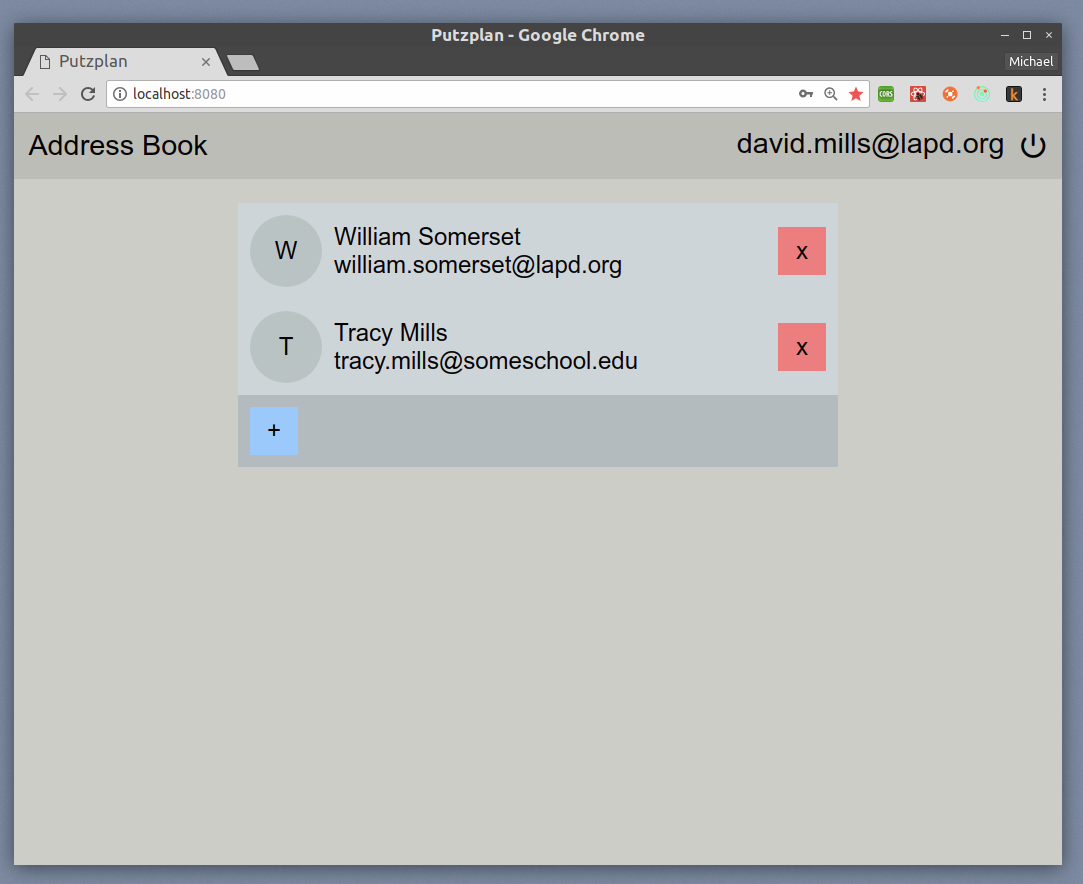 Putzplan - Google Chrome
Putzplan
Michael
localhost:8080
CORS
k
Address Book
david.mills@lapd.org
W
William Somerset
william.somerset@lapd.org
x
T
Tracy Mills
tracy.mills@someschool.edu
x
+